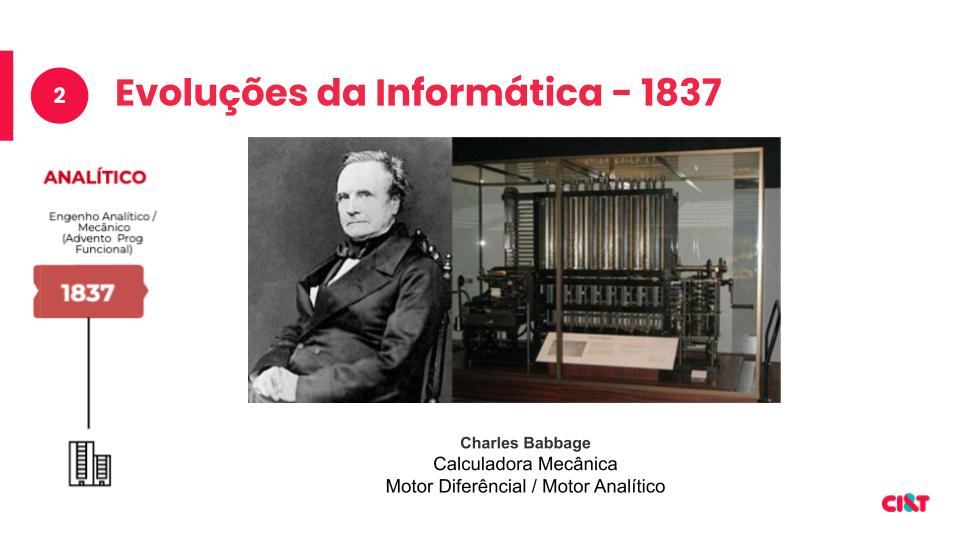 2
Evoluções da Informática - 1837
ANALÍTICO
Engenho Analítico /
Mecânico
(Advento Prog
Funcional)
1837
Charles Babbage
Calculadora Mecânica
Motor Diferêncial / Motor Analítico
CI&T